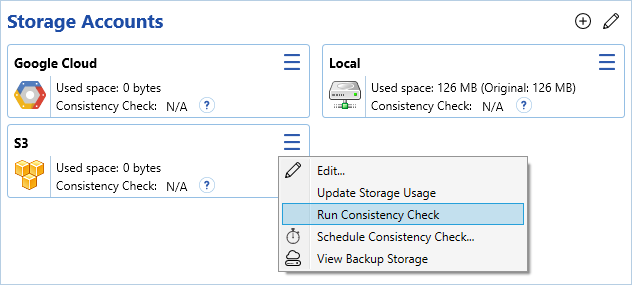 Storage Accounts
Google Cloud
Used space: 0 bytes
Consistency Check: N/A ?
Local
Used space: 126 MB (Original: 126 MB)
Consistency Check: N/A ?
S3
Used space: 0 bytes
Consistency Check: N/A ?
Edit...
Update Storage Usage
Run Consistency Check
Schedule Consistency Check...
View Backup Storage